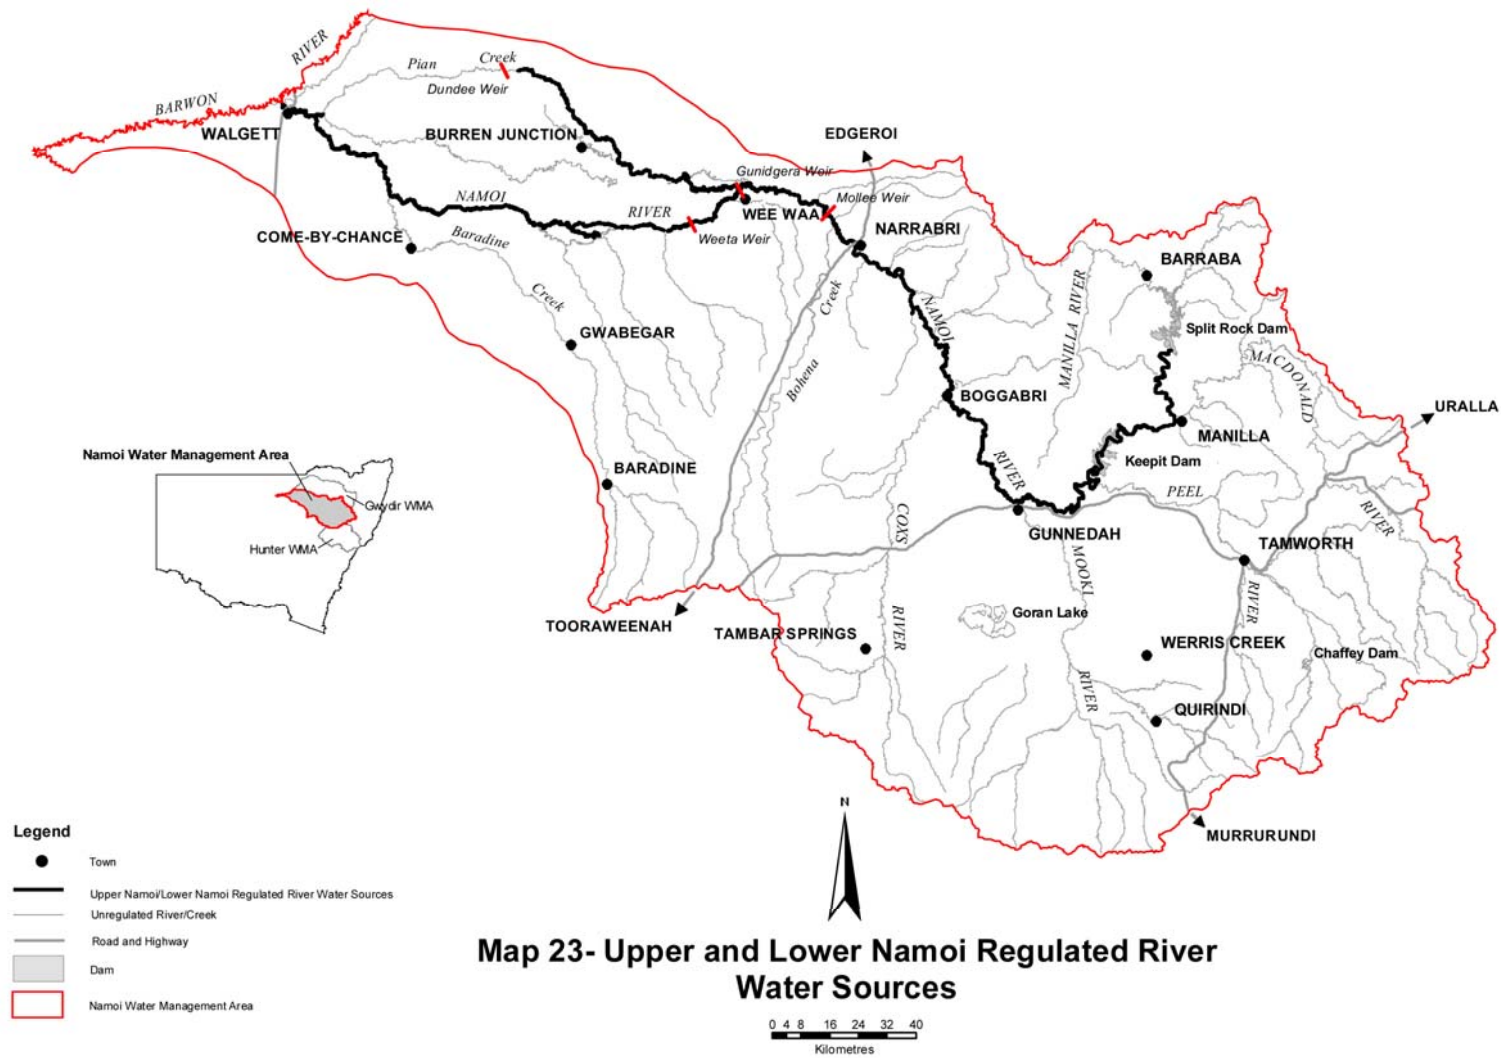 RIVER
Creek
Pian
Dundee Weir
BARWON
WALGETT
BURREN JUNCTION
EDGEROI
Gunidgera Weir
Mollee Weir
NAMOI
RIVER
WEE WAA
NARRABRI
COME-BY-CHANCE
Baradine
Weeta Weir
BARRABA
Creek
Creek
NAMOI
MANILLA RIVER
GWABEGAR
Split Rock Dam
MACDONALD
Bohena
BOGGABRI
URALLA
MANILLA
Namoi Water Management Area
BARADINE
RIVER
Keepit Dam
Gwydir WMA
PEEL
RIVER
COXS
GUNNEDAH
Hunter WMA
TAMWORTH
MOOKI
RIVER
Goran Lake
TOORAWEENAH
TAMBAR SPRINGS
RIVER
WERRIS CREEK
Chaffey Dam
RIVER
QUIRINDI
N
MURRURUNDI
Legend
Town
Upper Namoi/Lower Namoi Regulated River Water Sources
Unregulated River/Creek
Road and Highway
Dam
Namoi Water Management Area
Map 23- Upper and Lower Namoi Regulated River
Water Sources
0 4 8 16 24 32 40
Kilometres